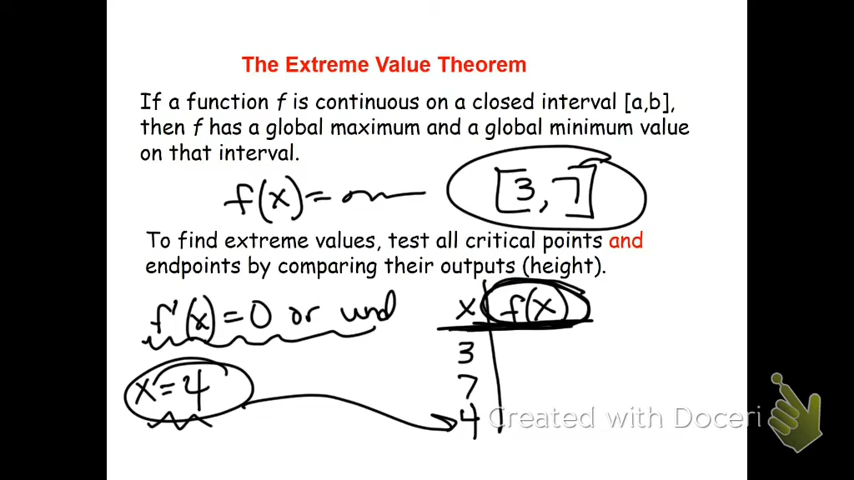 The Extreme Value Theorem
If a function f is continuous on a closed interval [a,b],
then f has a global maximum and a global minimum value
on that interval.
f(x)= on [3,7]
To find extreme values, test all critical points and
endpoints by comparing their outputs (height).
f'(x)=0 or und
x f(x)
3
x=4
7
4
Created with Doceri